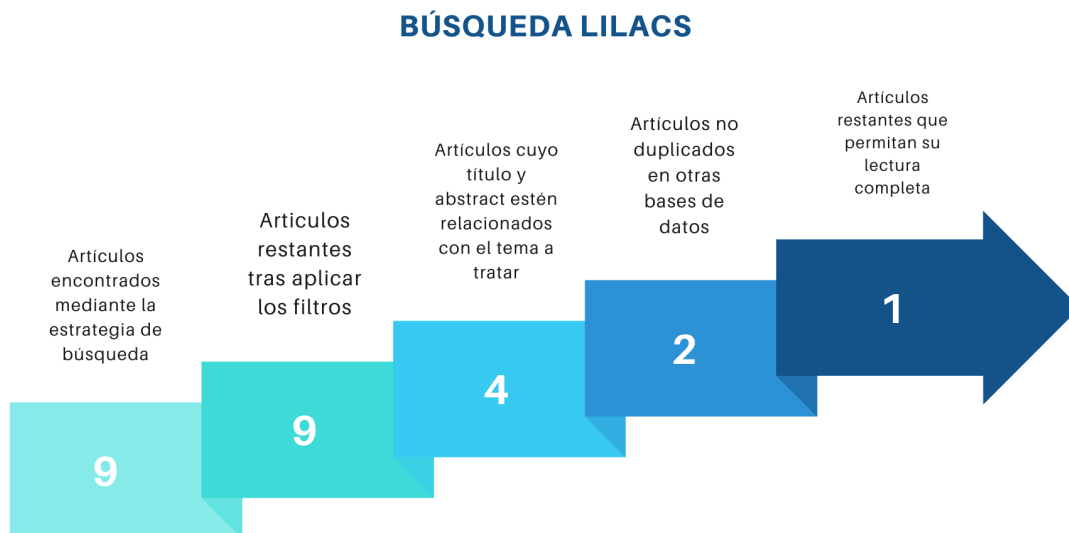 BÚSQUEDA LILACS
Artículos
encontrados
mediante la
estrategia de
búsqueda
9
Articulos
restantes
tras aplicar
los filtros
9
Artículos cuyo
título y
abstract estén
relacionados
con el tema a
tratar
4
Artículos no
duplicados
en otras
bases de
datos
2
Artículos
restantes que
permitan su
lectura
completa
1